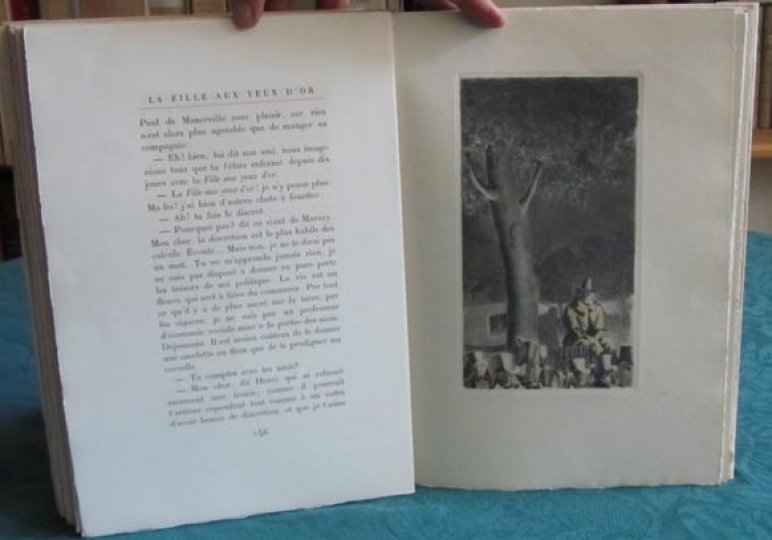 LA FILLE AUX YEUX D'OR
Paul de Manerville avec plaisir, car rien
n'est alors plus agréable que de manger en
compagnie.
— Eh! bien, lui dit son ami, nous imagi-
nions tous que tu t'étais enfermé depuis dix
jours avec la Fille aux yeux d'or.
— La Fille aux yeux d'or! je n'y pense plus.
Ma foi! j'ai bien d'autres chats à fouetter.
— Ah! tu fais le discret.
— Pourquoi pas? dit en riant de Marsay.
Mon cher, la discrétion est le plus habile des
calculs. Écoute... Mais non, je ne te dirai pas
un mot. Tu ne m'apprends jamais rien, je
ne suis pas disposé à donner en pure perte
les trésors de ma politique. La vie est un
fleuve qui sert à faire du commerce. Par tout
ce qu'il y a de plus sacré sur la terre, par
les cigares, je ne suis pas un professeur
d'économie sociale mise à la portée des niais.
Déjeunons. Il est moins coûteux de te donner
une omelette au thon que de te prodiguer ma
cervelle.
— Tu comptes avec tes amis?
— Mon cher, dit Henri qui se refusait
rarement une ironie, comme il pourrait
t'arriver cependant tout comme à un autre
d'avoir besoin de discrétion, et que je t'aime
156